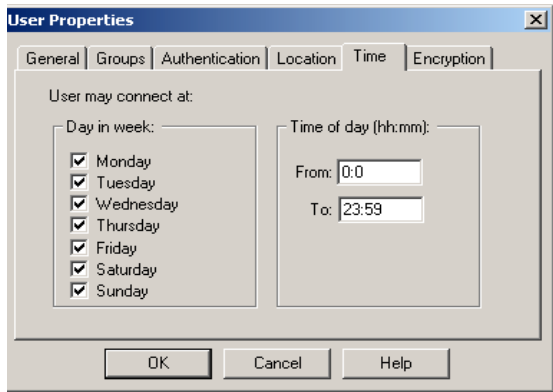 User Properties
General Groups Authentication Location Time Encryption
User may connect at:
Day in week:
Monday
Tuesday
Wednesday
Thursday
Friday
Saturday
Sunday
Time of day (hh:mm):
From: 0:0
To: 23:59
OK Cancel Help